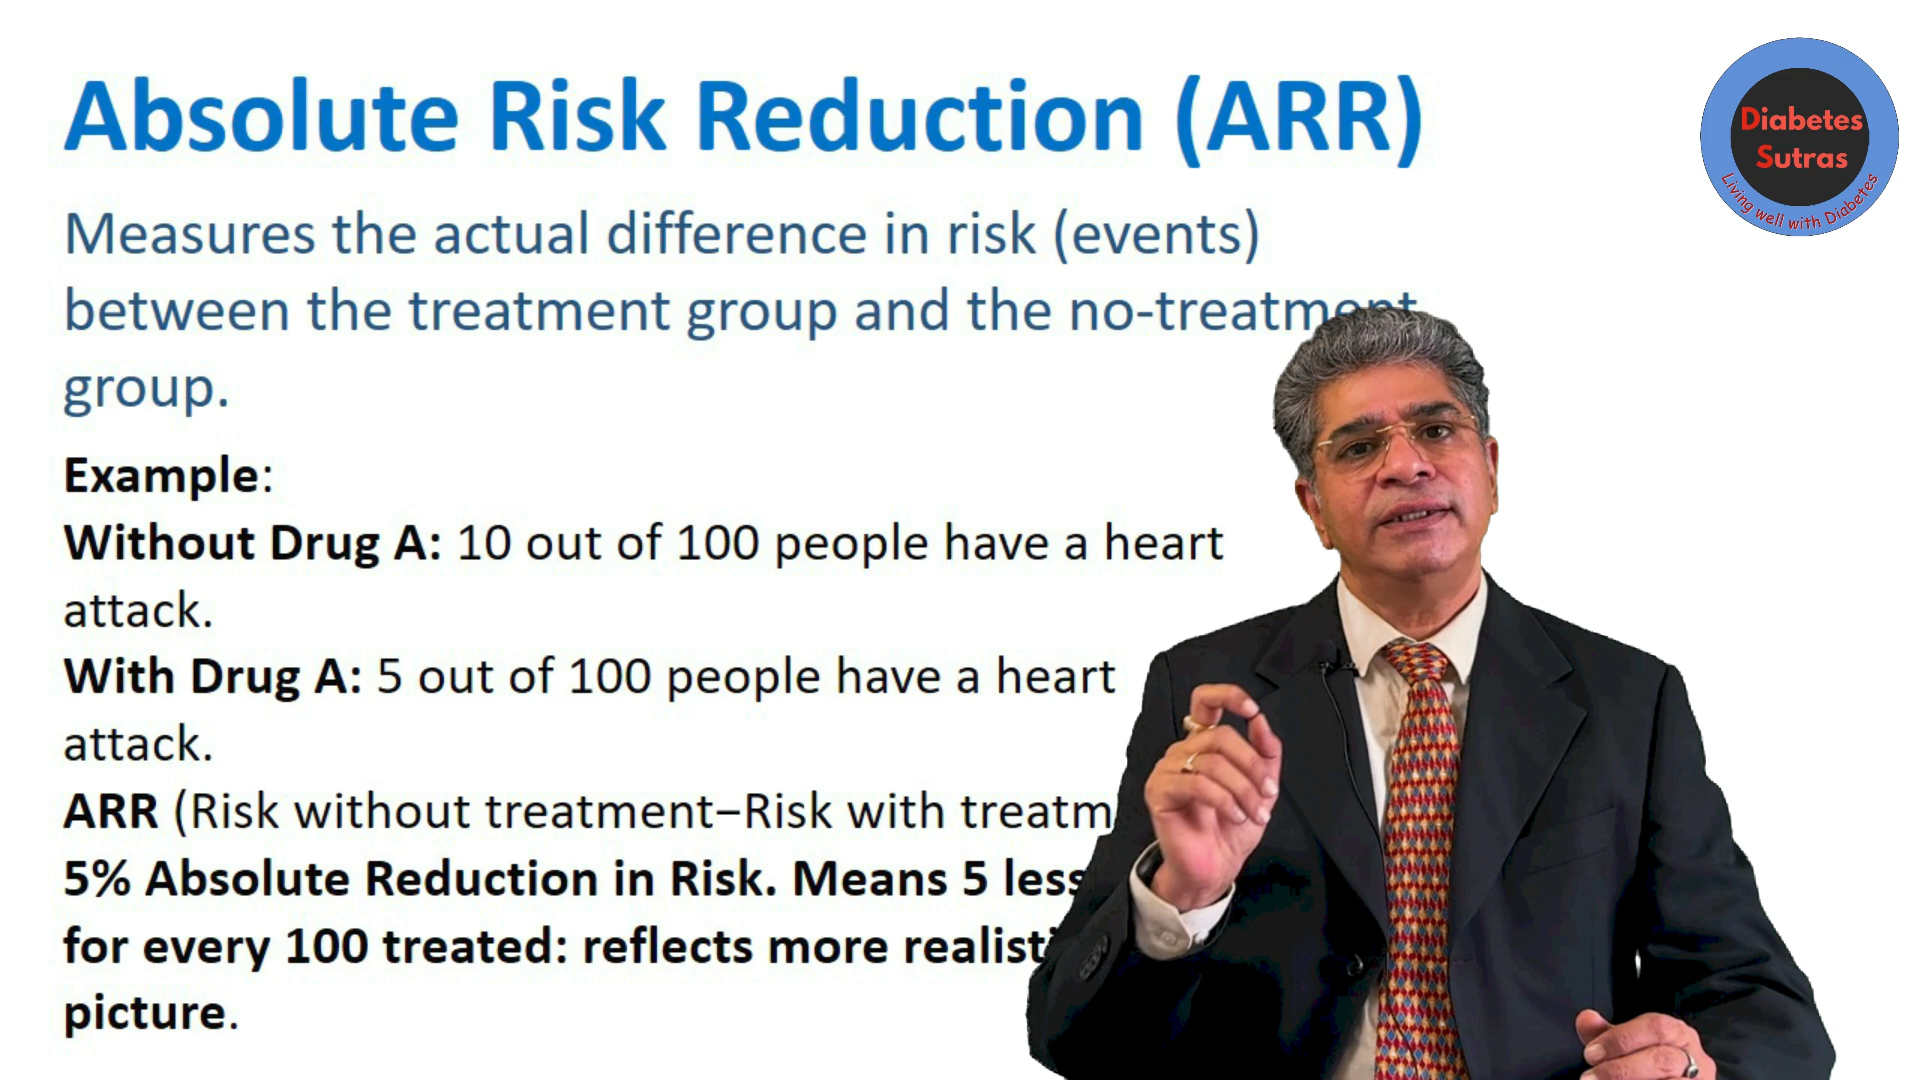 Absolute Risk Reduction (ARR)
Measures the actual difference in risk (events)
between the treatment group and the no-treatment
group.
Example:
Without Drug A: 10 out of 100 people have a heart
attack.
With Drug A: 5 out of 100 people have a heart
attack.
ARR (Risk without treatment–Risk with treatm
5% Absolute Reduction in Risk. Means 5 less
for every 100 treated: reflects more realisti
picture.
Diabetes
Sutras
Living well with Diabetes